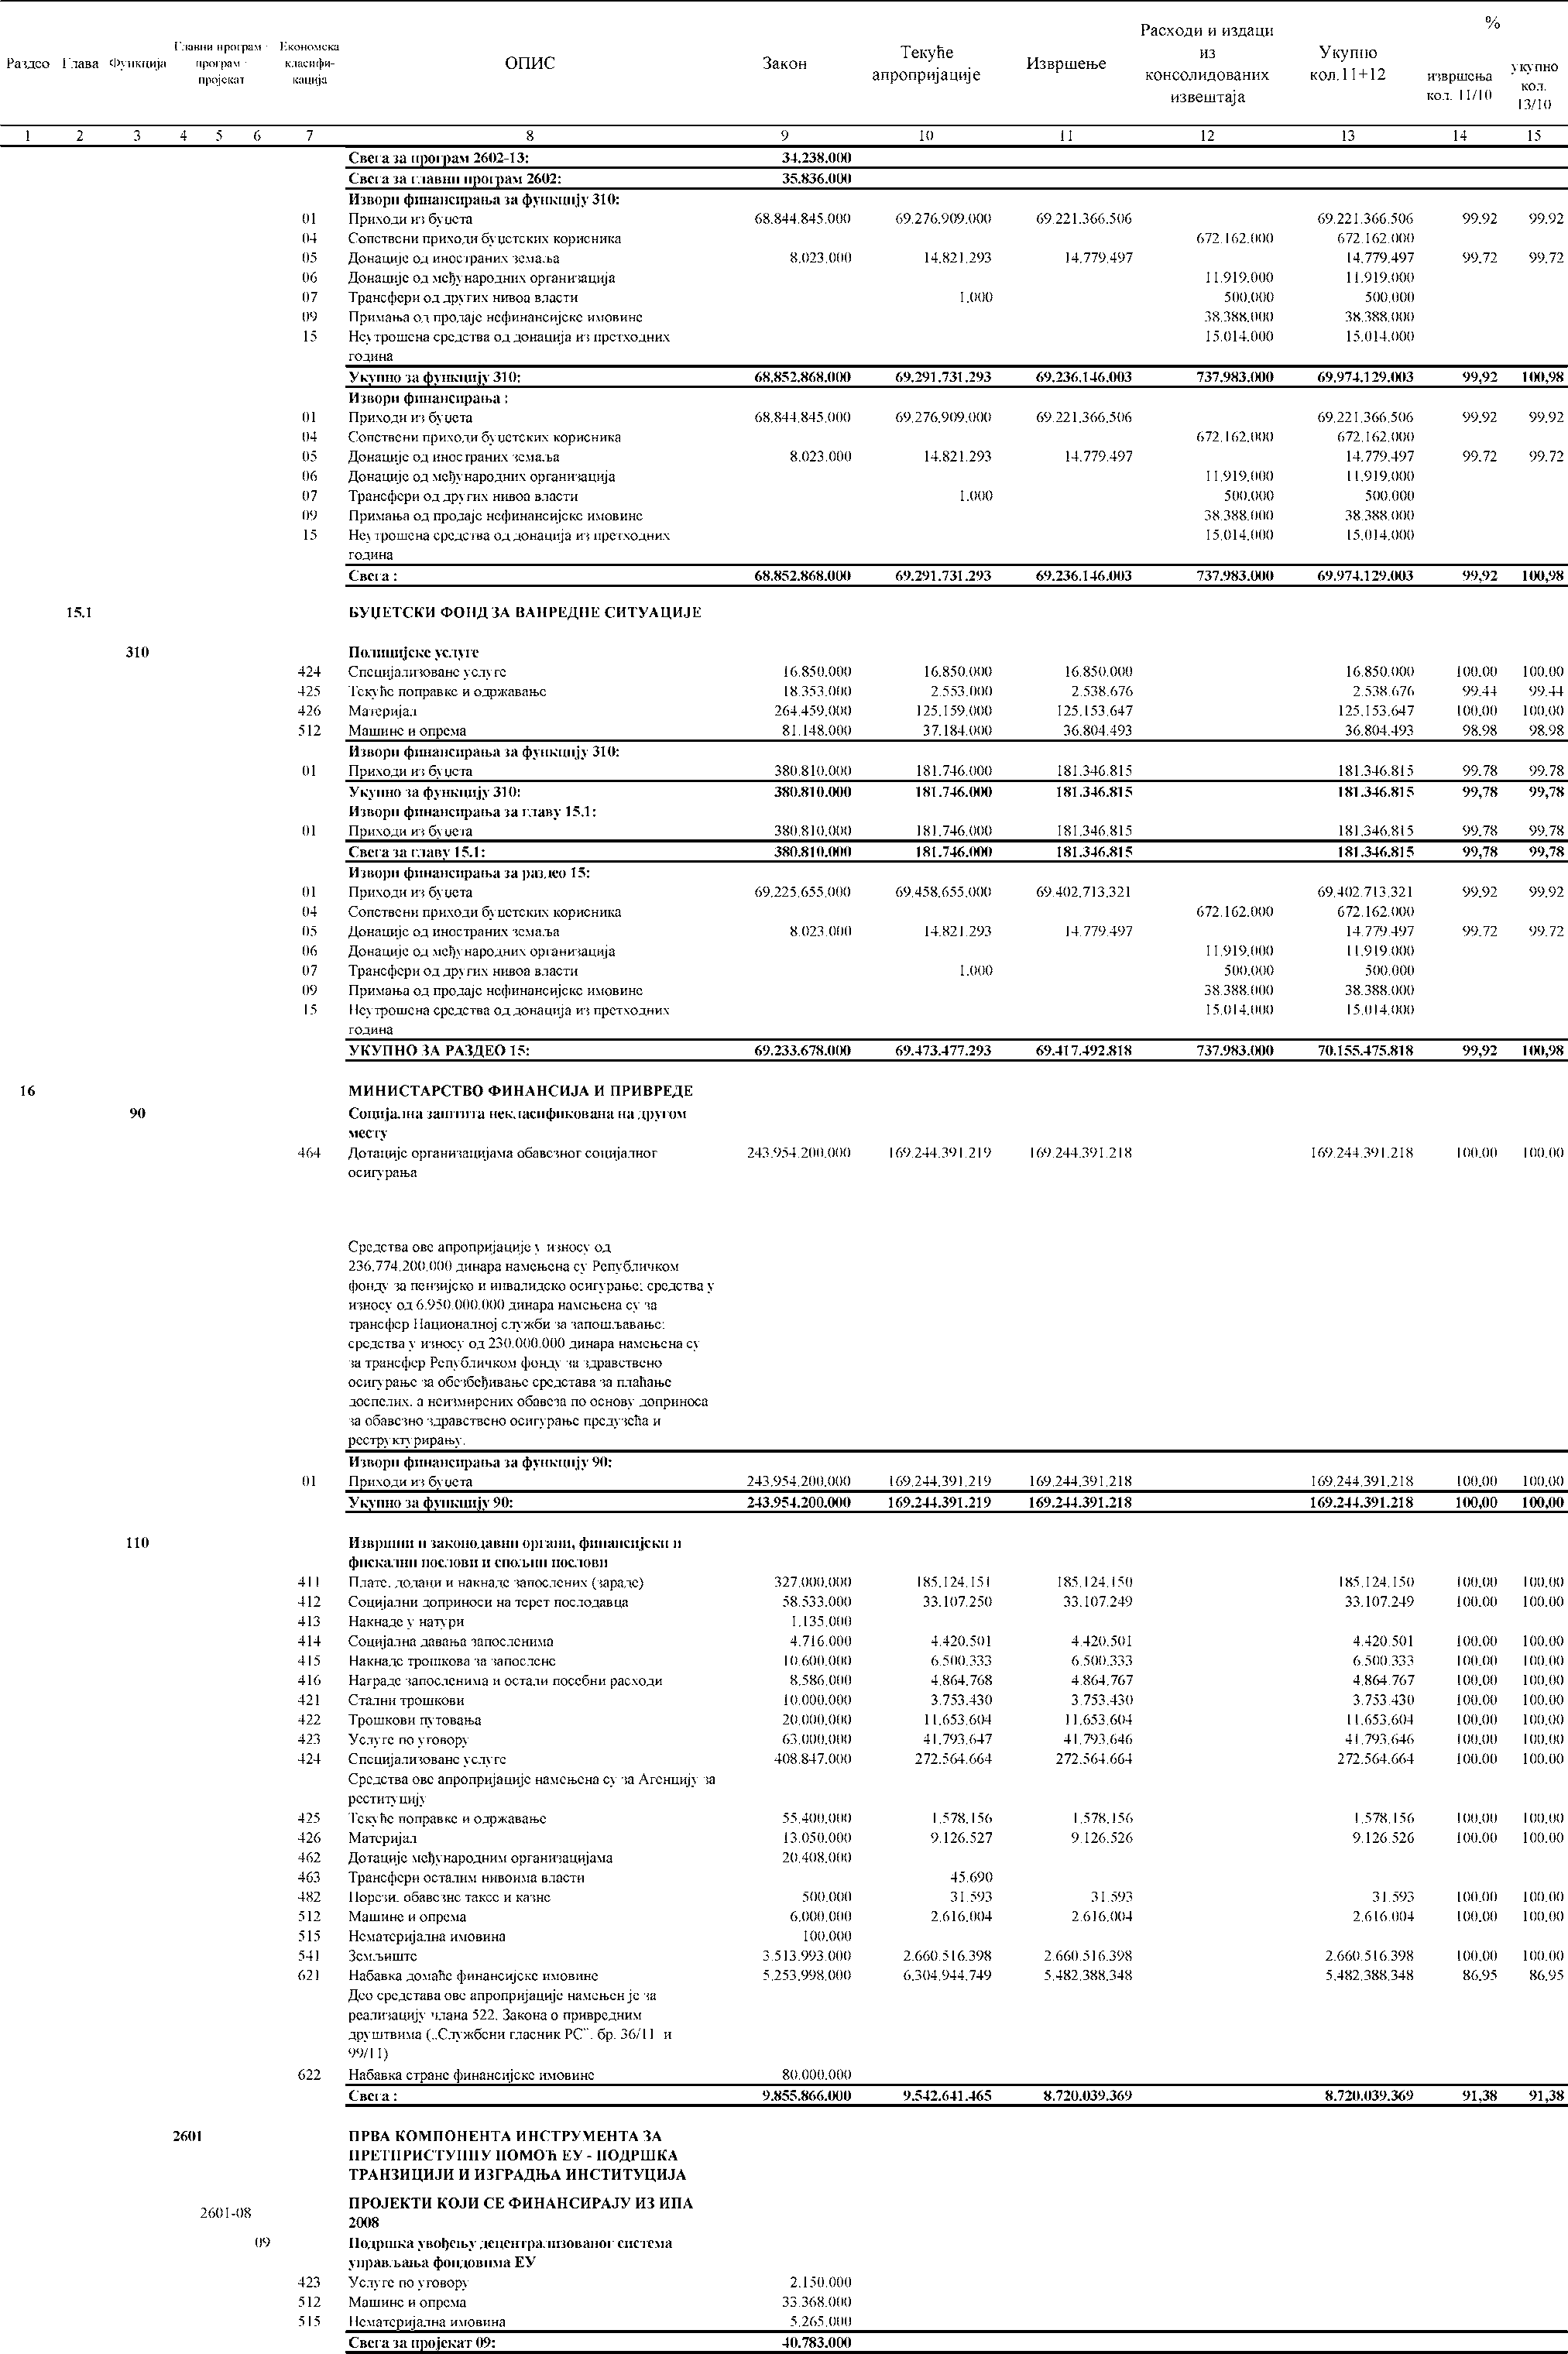 Раздео Глава Функција Главни програм - програм - пројекат Економска класифи-кација ОПИС Закон Текуће апропријације Извршење Расходи и издаци из консолидованих извештаја Укупно кол.11+12 % извршења кол. 11/10 укупно кол. 13/10
1 2 3 4 5 6 7 8 9 10 11 12 13 14 15
Свега за програм 2602-13: 34.238.000
Свега за главни програм 2602: 35.836.000
Извори финансирања за функцију 310:
01 Приходи из буџета 68.844.845.000 69.276.909.000 69.221.366.506 69.221.366.506 99,92 99,92
04 Сопствени приходи буџетских корисника 672.162.000 672.162.000
05 Донације од иностраних земаља 8.023.000 14.821.293 14.779.497 14.779.497 99,72 99,72
06 Донације од међународних организација 11.919.000 11.919.000
07 Трансфери од других нивоа власти 1.000 500.000 500.000
09 Примања од продаје нефинансијске имовине 38.388.000 38.388.000
15 Неутрошена средства од донација из претходних 15.014.000 15.014.000
година
Укупно за функцију 310: 68.852.868.000 69.291.731.293 69.236.146.003 737.983.000 69.974.129.003 99,92 100,98
Извори финансирања :
01 Приходи из буџета 68.844.845.000 69.276.909.000 69.221.366.506 69.221.366.506 99,92 99,92
04 Сопствени приходи буџетских корисника 672.162.000 672.162.000
05 Донације од иностраних земаља 8.023.000 14.821.293 14.779.497 14.779.497 99,72 99,72
06 Донације од међународних организација 11.919.000 11.919.000
07 Трансфери од других нивоа власти 1.000 500.000 500.000
09 Примања од продаје нефинансијске имовине 38.388.000 38.388.000
15 Неутрошена средства од донација из претходних 15.014.000 15.014.000
година
Свега : 68.852.868.000 69.291.731.293 69.236.146.003 737.983.000 69.974.129.003 99,92 100,98
15.1 БУЏЕТСКИ ФОНД ЗА ВАНРЕДНЕ СИТУАЦИЈЕ
310 Полицијске услуге
424 Специјализоване услуге 16.850.000 16.850.000 16.850.000 16.850.000 100,00 100,00
425 Текуће поправке и одржавање 18.353.000 2.553.000 2.538.676 2.538.676 99,44 99,44
426 Материјал 264.459.000 125.159.000 125.153.647 125.153.647 100,00 100,00
512 Машине и опрема 81.148.000 37.184.000 36.804.493 36.804.493 98,98 98,98
Извори финансирања за функцију 310:
01 Приходи из буџета 380.810.000 181.746.000 181.346.815 181.346.815 99,78 99,78
Укупно за функцију 310: 380.810.000 181.746.000 181.346.815 181.346.815 99,78 99,78
Извори финансирања за главу 15.1:
01 Приходи из буџета 380.810.000 181.746.000 181.346.815 181.346.815 99,78 99,78
Свега за главу 15.1: 380.810.000 181.746.000 181.346.815 181.346.815 99,78 99,78
Извори финансирања за раздео 15:
01 Приходи из буџета 69.225.655.000 69.458.655.000 69.402.713.321 69.402.713.321 99,92 99,92
04 Сопствени приходи буџетских корисника 672.162.000 672.162.000
05 Донације од иностраних земаља 8.023.000 14.821.293 14.779.497 14.779.497 99,72 99,72
06 Донације од међународних организација 11.919.000 11.919.000
07 Трансфери од других нивоа власти 1.000 500.000 500.000
09 Примања од продаје нефинансијске имовине 38.388.000 38.388.000
15 Неутрошена средства од донација из претходних 15.014.000 15.014.000
година
УКУПНО ЗА РАЗДЕО 15: 69.233.678.000 69.473.477.293 69.417.492.818 737.983.000 70.155.475.818 99,92 100,98
16 МИНИСТАРСТВО ФИНАНСИЈА И ПРИВРЕДЕ
90 Социјална заштита некласификована на другом
месту
464 Дотације организацијама обавезног социјалног 243.954.200.000 169.244.391.219 169.244.391.218 169.244.391.218 100,00 100,00
осигурања
Средства ове апропријације у износу од
236.774.200.000 динара намењена су Републичком
фонду за пензијско и инвалидско осигурање; средства у
износу од 6.950.000.000 динара намењена су за
трансфер Националној служби за запошљавање;
средства у износу од 230.000.000 динара намењена су
за трансфер Републичком фонду за здравствено
осигурање за обезбеђивање средстава за плаћање
доспелих, а неизмирених обавеза по основу доприноса
за обавезно здравствено осигурање предузећа и
реструктурирању.
Извори финансирања за функцију 90:
01 Приходи из буџета 243.954.200.000 169.244.391.219 169.244.391.218 169.244.391.218 100,00 100,00
Укупно за функцију 90: 243.954.200.000 169.244.391.219 169.244.391.218 169.244.391.218 100,00 100,00
110 Извршни и законодавни органи, финансијски и
фискални послови и спољни послови
411 Плате, додаци и накнаде запослених (зараде) 327.000.000 185.124.151 185.124.150 185.124.150 100,00 100,00
412 Социјални доприноси на терет послодавца 58.533.000 33.107.250 33.107.249 33.107.249 100,00 100,00
413 Накнаде у натури 1.135.000
414 Социјална давања запосленима 4.716.000 4.420.501 4.420.501 4.420.501 100,00 100,00
415 Накнаде трошкова за запослене 10.600.000 6.500.333 6.500.333 6.500.333 100,00 100,00
416 Награде запосленима и остали посебни расходи 8.586.000 4.864.768 4.864.767 4.864.767 100,00 100,00
421 Стални трошкови 10.000.000 3.753.430 3.753.430 3.753.430 100,00 100,00
422 Трошкови путовања 20.000.000 11.653.604 11.653.604 11.653.604 100,00 100,00
423 Услуге по уговору 63.000.000 41.793.647 41.793.646 41.793.646 100,00 100,00
424 Специјализоване услуге 408.847.000 272.564.664 272.564.664 272.564.664 100,00 100,00
Средства ове апропријације намењена су за Агенцију за
реституцију
425 Текуће поправке и одржавање 55.400.000 1.578.156 1.578.156 1.578.156 100,00 100,00
426 Материјал 13.050.000 9.126.527 9.126.526 9.126.526 100,00 100,00
462 Дотације међународним организацијама 20.408.000
463 Трансфери осталим нивоима власти 45.690
482 Порези, обавезне таксе и казне 500.000 31.593 31.593 31.593 100,00 100,00
512 Машине и опрема 6.000.000 2.616.004 2.616.004 2.616.004 100,00 100,00
515 Нематеријална имовина 100.000
541 Земљиште 3.513.993.000 2.660.516.398 2.660.516.398 2.660.516.398 100,00 100,00
621 Набавка домаће финансијске имовине 5.253.998.000 6.304.944.749 5.482.388.348 5.482.388.348 86,95 86,95
Део средстава ове апропријације намењен је за
реализацију члана 522. Закона о привредним
друштвима („Службени гласник РС”, бр. 36/11 и
99/11)
622 Набавка стране финансијске имовине 80.000.000
Свега : 9.855.866.000 9.542.641.465 8.720.039.369 8.720.039.369 91,38 91,38
2601 ПРВА КОМПОНЕНТА ИНСТРУМЕНТА ЗА
ПРЕТПРИСТУПНУ ПОМОЋ ЕУ - ПОДРШКА
ТРАНЗИЦИЈИ И ИЗГРАДЊА ИНСТИТУЦИЈА
2601-08 ПРОЈЕКТИ КОЈИ СЕ ФИНАНСИРАЈУ ИЗ ИПА
2008
09 Подршка увођењу децентрализованог система
управљања фондовима ЕУ
423 Услуге по уговору 2.150.000
512 Машине и опрема 33.368.000
515 Нематеријална имовина 5.265.000
Свега за пројекат 09: 40.783.000